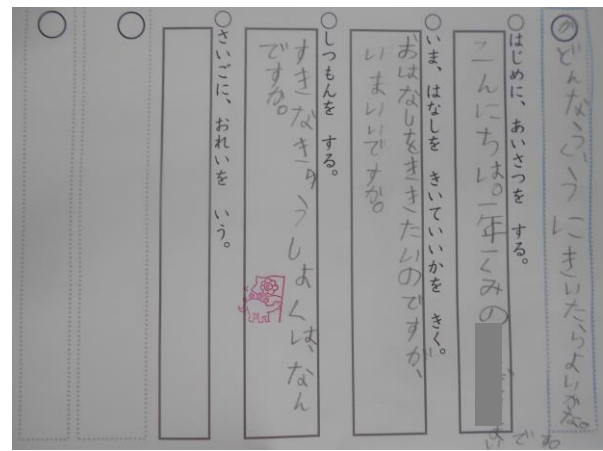 どんなふうにきいたらよいかな。
はじめに、あいさつを する。
こんにちは。一年一くみの
です。
いま、はなしを きいていいかを きく。
おはなしをききたいのですが、
いまいいですか。
しつもんを する。
すきなきゅうしょくは、なん
ですか。
さいごに、おれいを いう。